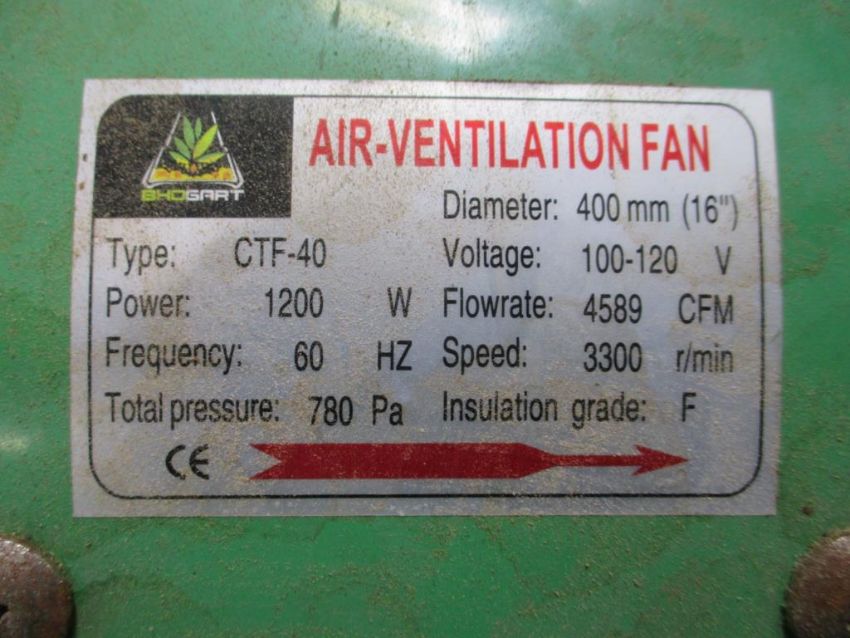 BHOGART
AIR-VENTILATION FAN
Diameter: 400 mm (16")
Type: CTF-40 Voltage: 100-120 V
Power: 1200 W Flowrate: 4589 CFM
Frequency: 60 HZ Speed: 3300 r/min
Total pressure: 780 Pa Insulation grade: F
CE